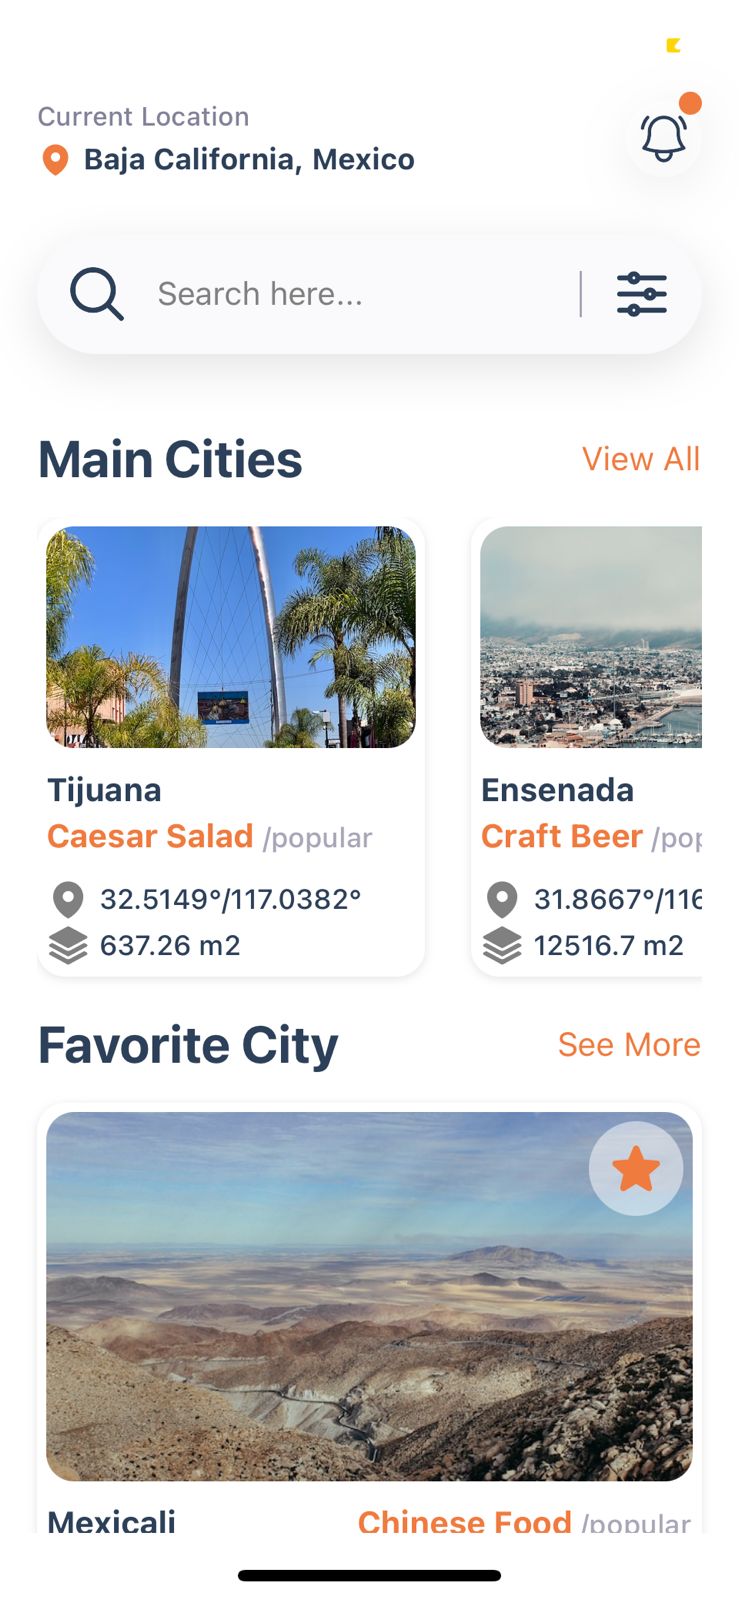 Current Location
Baja California, Mexico
Search here...
Main Cities
View All
Tijuana
Caesar Salad /popular
32.5149°/117.0382°
637.26 m2
Ensenada
Craft Beer /pop
31.8667°/116
12516.7 m2
Favorite City
See More
Mexicali
Chinese Food /popular